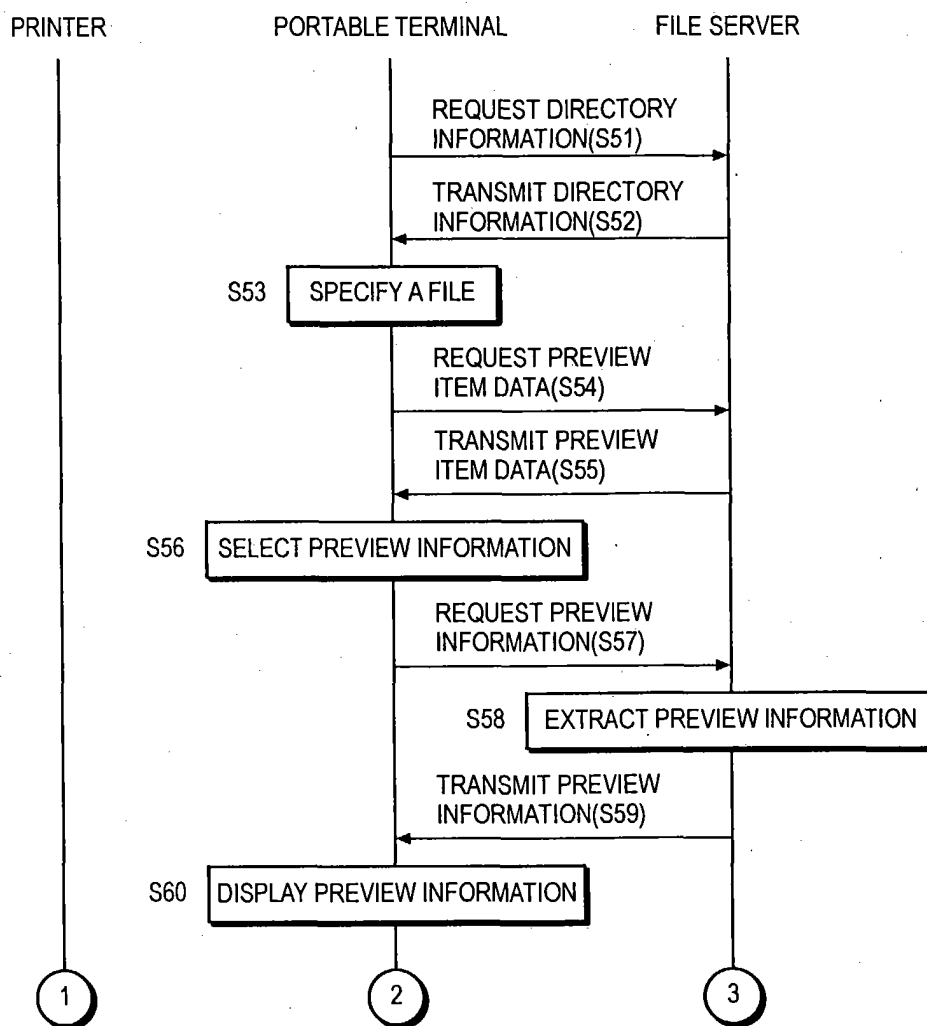 PRINTER
PORTABLE TERMINAL
FILE SERVER
REQUEST DIRECTORY
INFORMATION(S51)
TRANSMIT DIRECTORY
INFORMATION(S52)
S53
SPECIFY A FILE
REQUEST PREVIEW
ITEM DATA(S54)
TRANSMIT PREVIEW
ITEM DATA(S55)
S56
SELECT PREVIEW INFORMATION
REQUEST PREVIEW
INFORMATION(S57)
S58
EXTRACT PREVIEW INFORMATION
TRANSMIT PREVIEW
INFORMATION(S59)
S60
DISPLAY PREVIEW INFORMATION
1
2
3